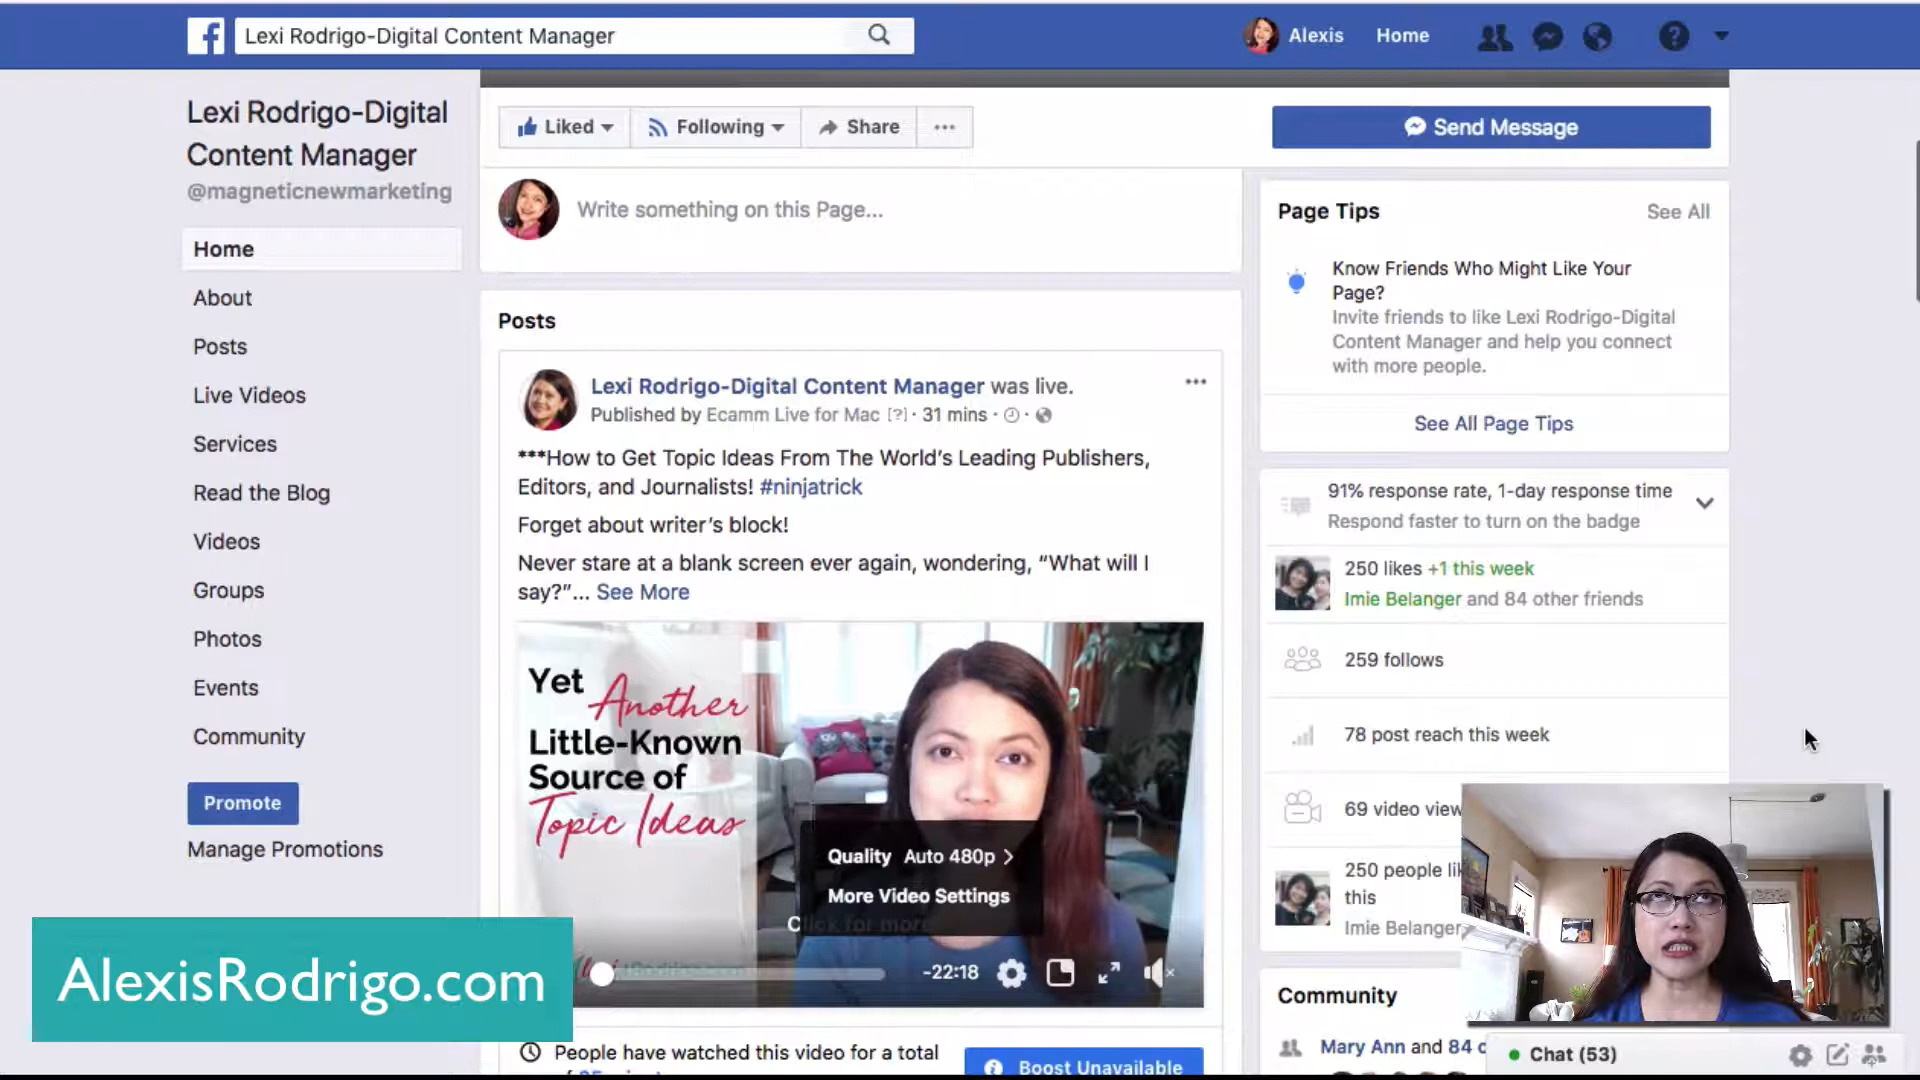 Lexi Rodrigo-Digital Content Manager
Alexis
Home
Lexi Rodrigo-Digital
Content Manager
@magneticnewmarketing
Home
About
Posts
Live Videos
Services
Read the Blog
Videos
Groups
Photos
Events
Community
Promote
Manage Promotions
Liked
Following
Share
Send Message
Write something on this Page...
Posts
Lexi Rodrigo-Digital Content Manager was live.
Published by Ecamm Live for Mac [?] · 31 mins ·
***How to Get Topic Ideas From The World's Leading Publishers,
Editors, and Journalists! #ninjatrick
Forget about writer's block!
Never stare at a blank screen ever again, wondering, “What will I
say?”... See More
Yet
Another
Little-Known
Source of
Topic Ideas
Quality Auto 480p
More Video Settings
Click for more
-22:18
People have watched this video for a total
Boost Unavailable
Page Tips
See All
Know Friends Who Might Like Your
Page?
Invite friends to like Lexi Rodrigo-Digital
Content Manager and help you connect
with more people.
See All Page Tips
91% response rate, 1-day response time
Respond faster to turn on the badge
250 likes +1 this week
Imie Belanger and 84 other friends
259 follows
78 post reach this week
69 video view
250 people li
this
Imie Belanger
Community
Mary Ann and 84
Chat (53)
AlexisRodrigo.com